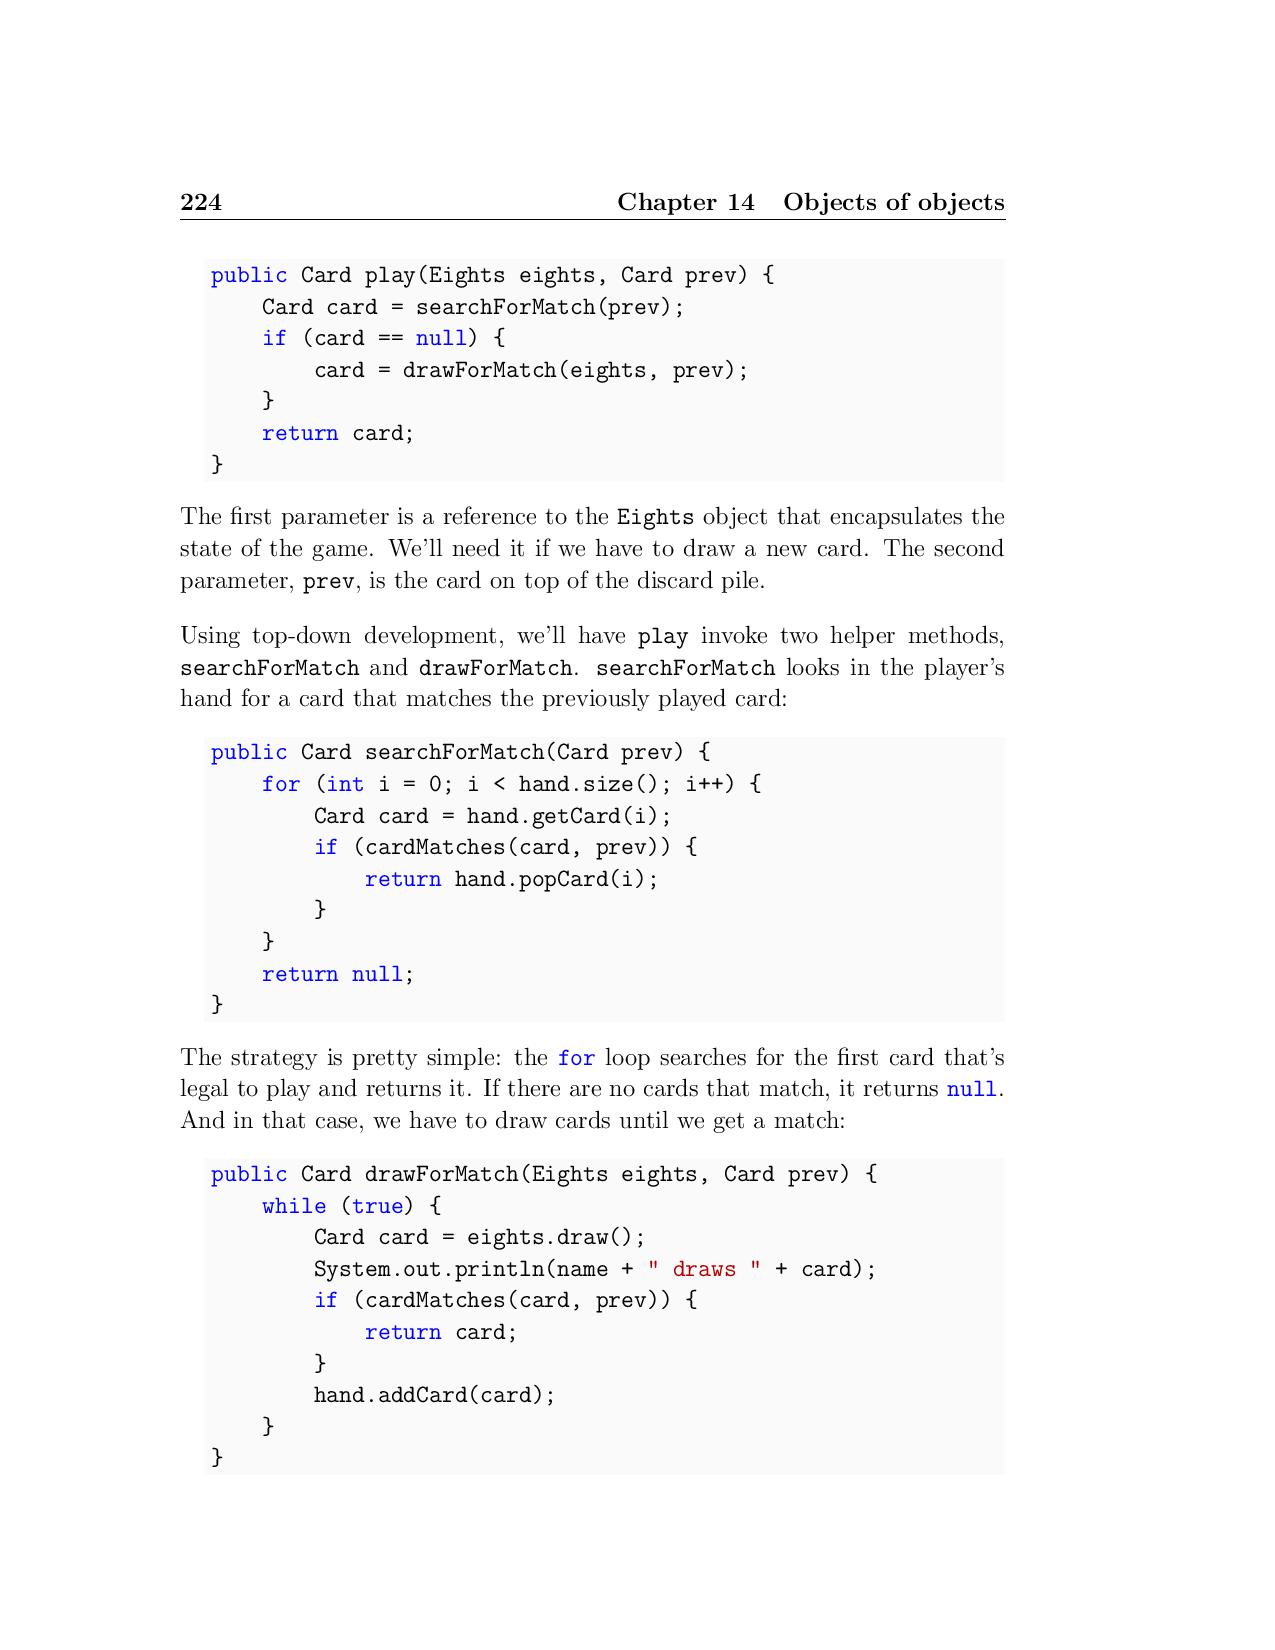 224 Chapter 14 Objects of objects
public Card play(Eights eights, Card prev) {
    Card card = searchForMatch(prev);
    if (card == null) {
        card = drawForMatch(eights, prev);
    }
    return card;
}
The first parameter is a reference to the Eights object that encapsulates the
state of the game. We'll need it if we have to draw a new card. The second
parameter, prev, is the card on top of the discard pile.
Using top-down development, we'll have play invoke two helper methods,
searchForMatch and drawForMatch. searchForMatch looks in the player's
hand for a card that matches the previously played card:
public Card searchForMatch(Card prev) {
    for (int i = 0; i < hand.size(); i++) {
        Card card = hand.getCard(i);
        if (cardMatches(card, prev)) {
            return hand.popCard(i);
        }
    }
    return null;
}
The strategy is pretty simple: the for loop searches for the first card that's
legal to play and returns it. If there are no cards that match, it returns null.
And in that case, we have to draw cards until we get a match:
public Card drawForMatch(Eights eights, Card prev) {
    while (true) {
        Card card = eights.draw();
        System.out.println(name + " draws " + card);
        if (cardMatches(card, prev)) {
            return card;
        }
        hand.addCard(card);
    }
}